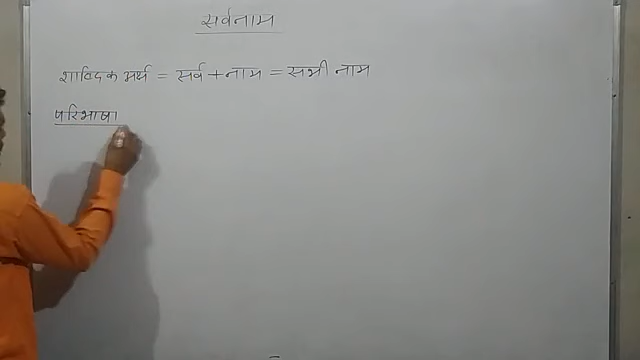 सर्वनाम
शाब्दिक अर्थ = सर्व + नाम = सभी नाम
परिभाषा